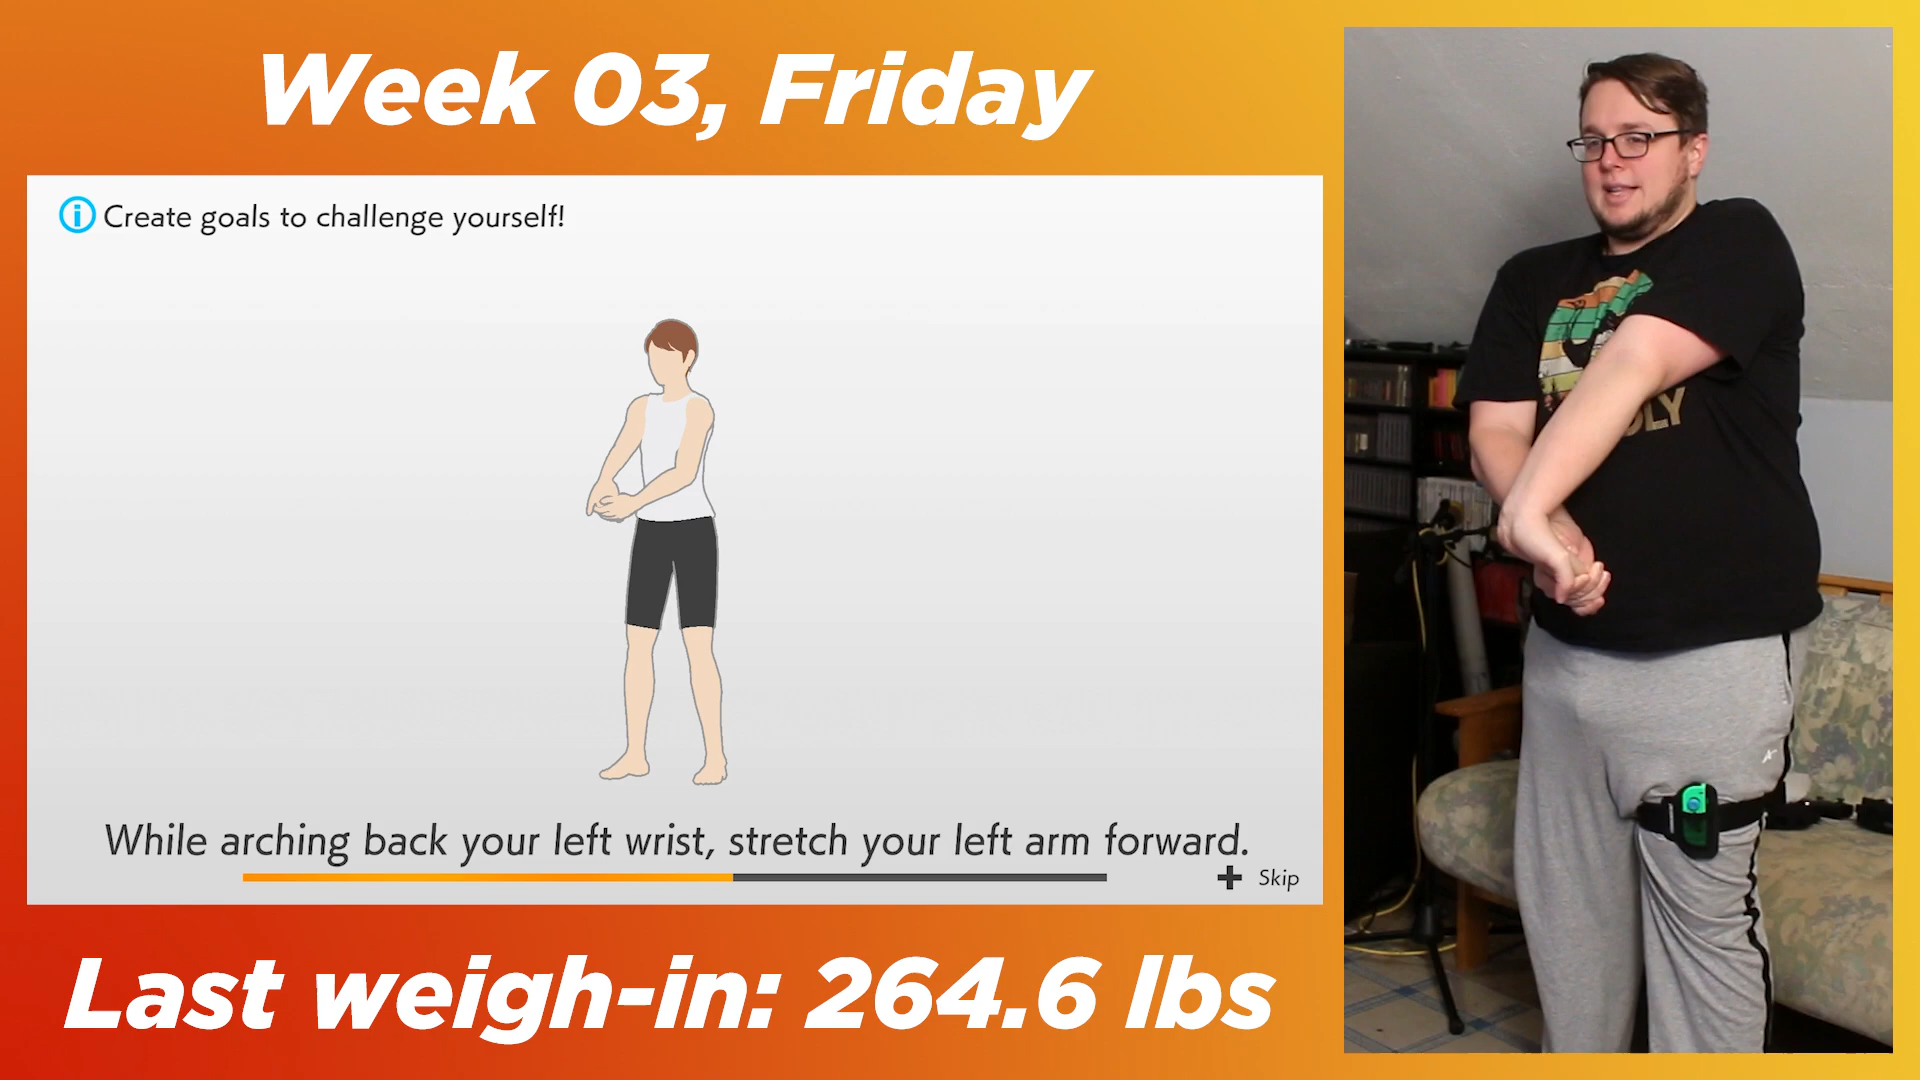 Week 03, Friday
Create goals to challenge yourself!
While arching back your left wrist, stretch your left arm forward.
Skip
Last weigh-in: 264.6 lbs